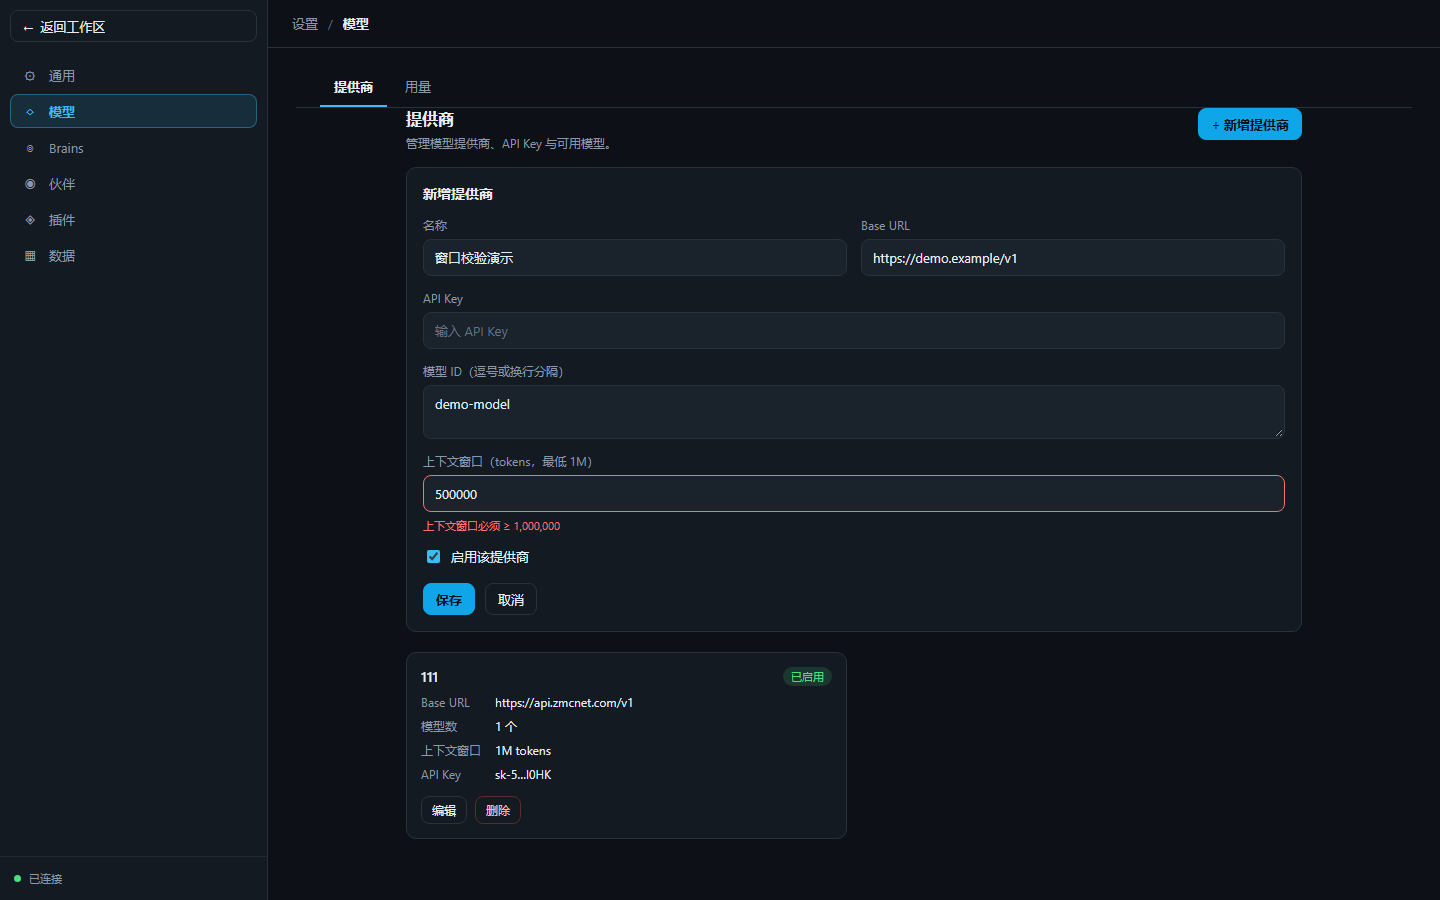 ← 返回工作区
通用
模型
Brains
伙伴
插件
数据
已连接
设置 / 模型
提供商 用量
提供商
管理模型提供商、API Key 与可用模型。
+ 新增提供商
新增提供商
名称
窗口校验演示
Base URL
https://demo.example/v1
API Key
输入 API Key
模型 ID（逗号或换行分隔）
demo-model
上下文窗口（tokens，最低 1M）
500000
上下文窗口必须 ≥ 1,000,000
启用该提供商
保存 取消
111 已启用
Base URL https://api.zmcnet.com/v1
模型数 1 个
上下文窗口 1M tokens
API Key sk-5...l0HK
编辑 删除